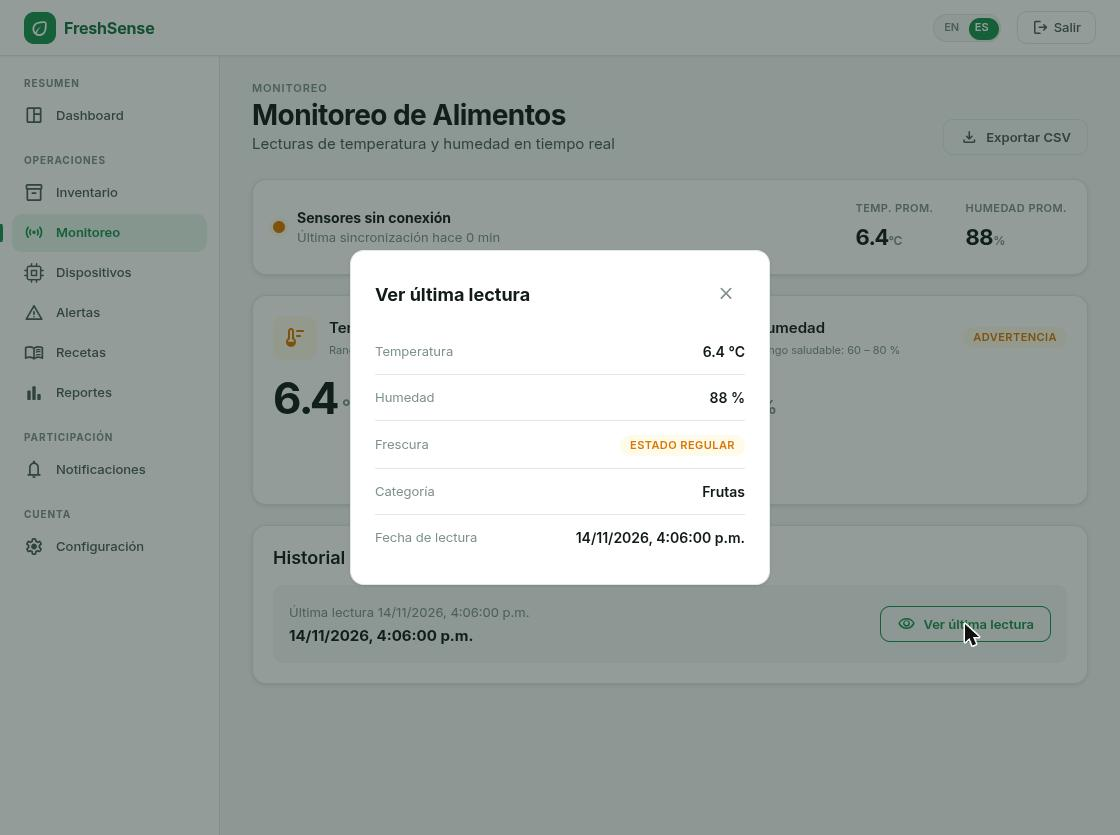 FreshSense
EN ES
Salir
RESUMEN
Dashboard
OPERACIONES
Inventario
Monitoreo
Dispositivos
Alertas
Recetas
Reportes
PARTICIPACIÓN
Notificaciones
CUENTA
Configuración
MONITOREO
Monitoreo de Alimentos
Lecturas de temperatura y humedad en tiempo real
Exportar CSV
Sensores sin conexión
Última sincronización hace 0 min
TEMP. PROM.
6.4°C
HUMEDAD PROM.
88%
6.4
saludable: 60 – 80 %
ADVERTENCIA
%
Ver última lectura
Temperatura 6.4 °C
Humedad 88 %
Frescura ESTADO REGULAR
Categoría Frutas
Fecha de lectura 14/11/2026, 4:06:00 p.m.
Historial
Última lectura 14/11/2026, 4:06:00 p.m.
14/11/2026, 4:06:00 p.m.
Ver última lectura